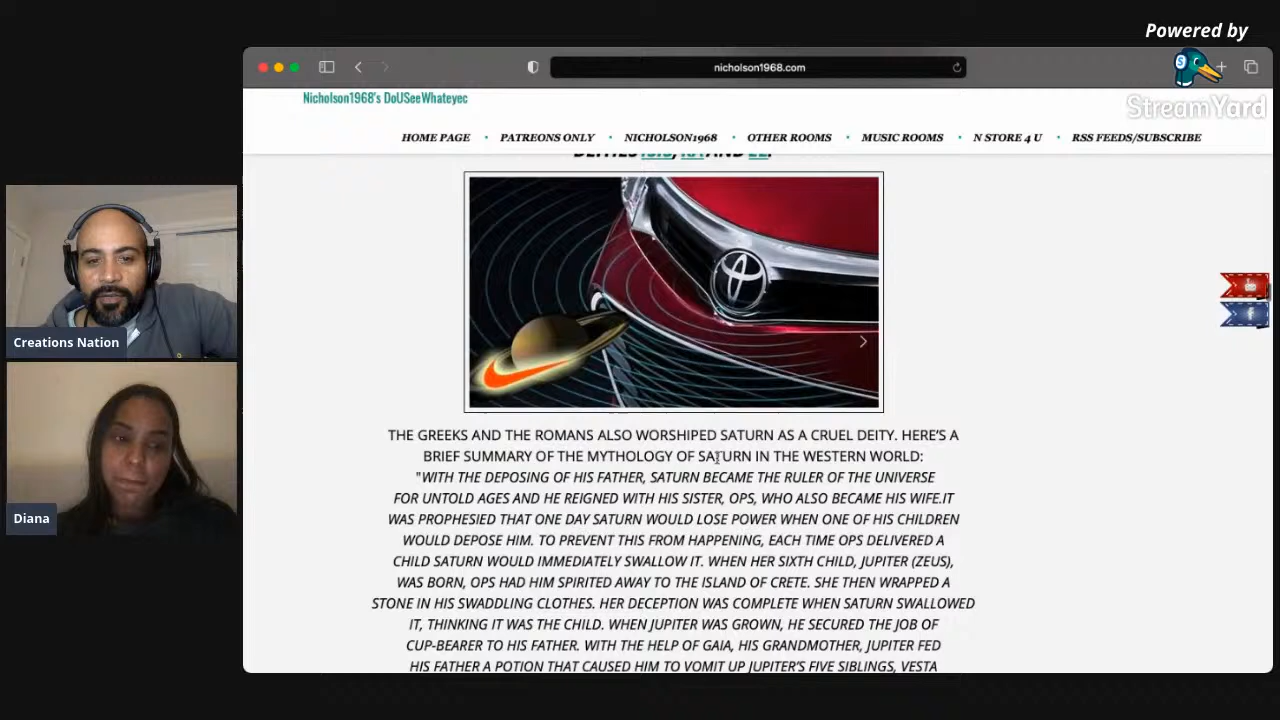 Powered by
StreamYard
nicholson1968.com
Nicholson1968's DoUSeeWhateyec
HOME PAGE • PATREONS ONLY • NICHOLSON1968 • OTHER ROOMS • MUSIC ROOMS • N STORE 4 U • RSS FEEDS/SUBSCRIBE
DEITIES ISIS, RA AND EL.
Creations Nation
Diana
THE GREEKS AND THE ROMANS ALSO WORSHIPED SATURN AS A CRUEL DEITY. HERE'S A
BRIEF SUMMARY OF THE MYTHOLOGY OF SATURN IN THE WESTERN WORLD:
"WITH THE DEPOSING OF HIS FATHER, SATURN BECAME THE RULER OF THE UNIVERSE
FOR UNTOLD AGES AND HE REIGNED WITH HIS SISTER, OPS, WHO ALSO BECAME HIS WIFE.IT
WAS PROPHESIED THAT ONE DAY SATURN WOULD LOSE POWER WHEN ONE OF HIS CHILDREN
WOULD DEPOSE HIM. TO PREVENT THIS FROM HAPPENING, EACH TIME OPS DELIVERED A
CHILD SATURN WOULD IMMEDIATELY SWALLOW IT. WHEN HER SIXTH CHILD, JUPITER (ZEUS),
WAS BORN, OPS HAD HIM SPIRITED AWAY TO THE ISLAND OF CRETE. SHE THEN WRAPPED A
STONE IN HIS SWADDLING CLOTHES. HER DECEPTION WAS COMPLETE WHEN SATURN SWALLOWED
IT, THINKING IT WAS THE CHILD. WHEN JUPITER WAS GROWN, HE SECURED THE JOB OF
CUP-BEARER TO HIS FATHER. WITH THE HELP OF GAIA, HIS GRANDMOTHER, JUPITER FED
HIS FATHER A POTION THAT CAUSED HIM TO VOMIT UP JUPITER'S FIVE SIBLINGS, VESTA